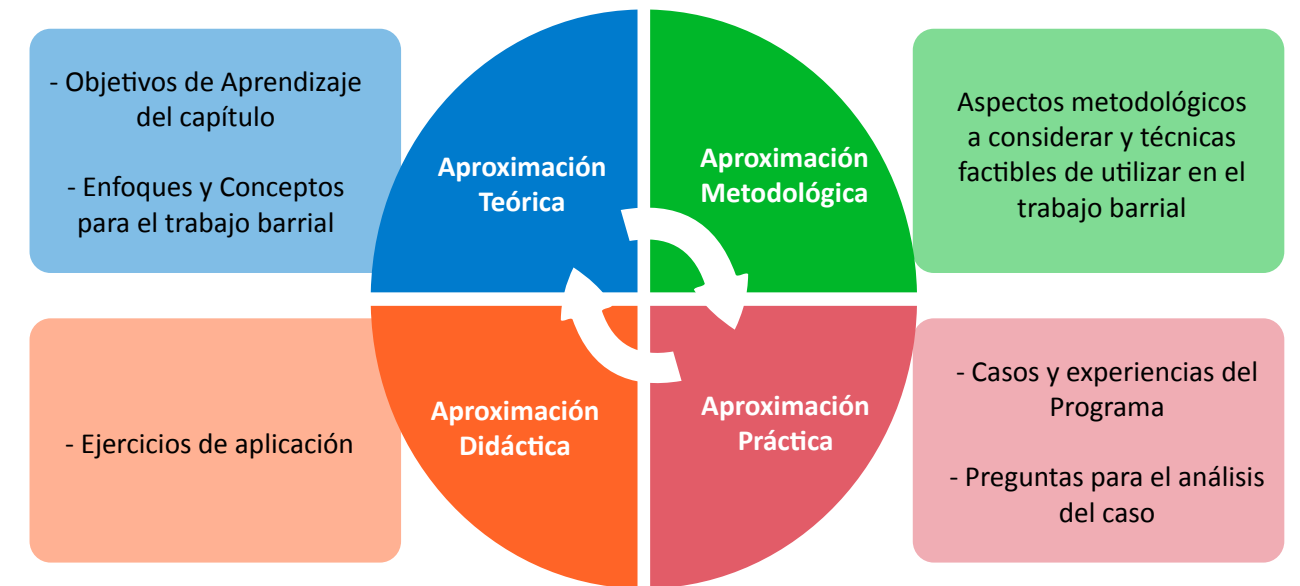 - Objetivos de Aprendizaje
del capítulo
- Enfoques y Conceptos
para el trabajo barrial
Aproximación
Teórica
Aproximación
Metodológica
Aspectos metodológicos
a considerar y técnicas
factibles de utilizar en el
trabajo barrial
- Ejercicios de aplicación
Aproximación
Didáctica
Aproximación
Práctica
- Casos y experiencias del
Programa
- Preguntas para el análisis
del caso